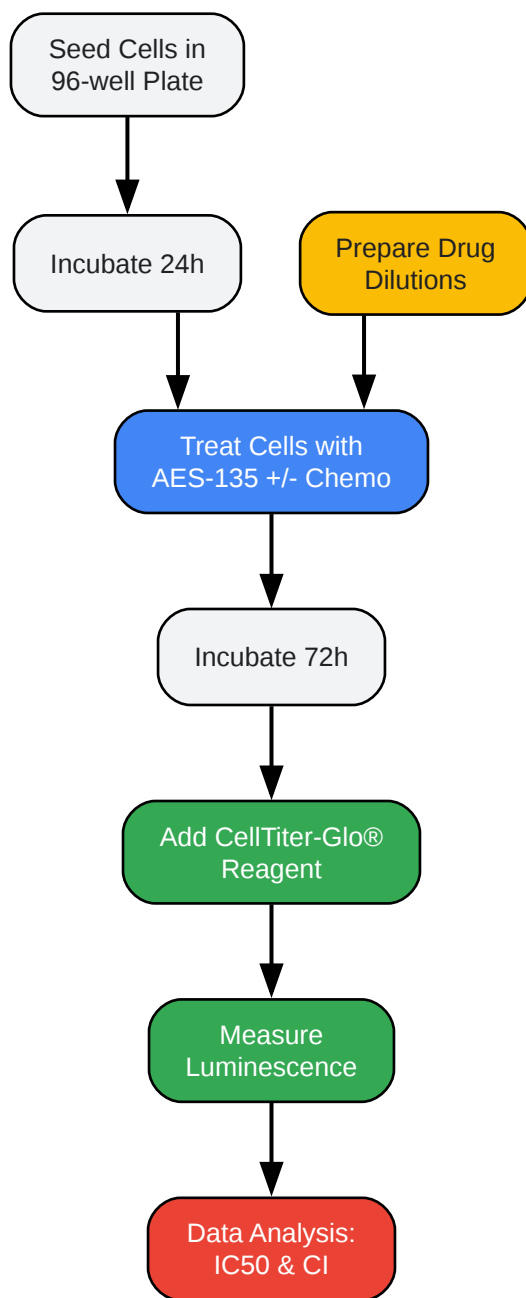 Seed Cells in
96-well Plate
Incubate 24h
Prepare Drug
Dilutions
Treat Cells with
AES-135 +/- Chemo
Incubate 72h
Add CellTiter-Glo®
Reagent
Measure
Luminescence
Data Analysis:
IC50 & CI